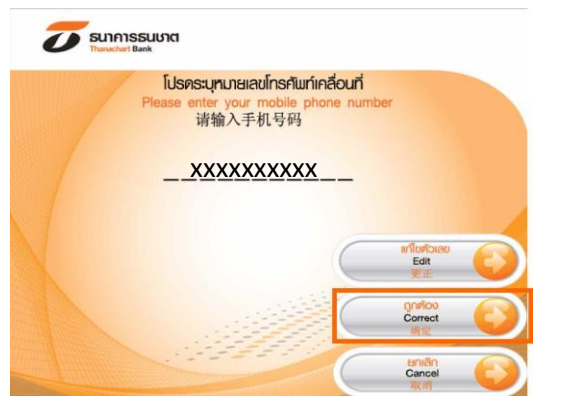 ธนาคารธนชาต
Thanachart Bank
โปรดระบุหมายเลขโทรศัพท์เคลื่อนที่
Please enter your mobile phone number
请输入手机号码
__XXXXXXXXXX__
แก้ไขตัวเลข
Edit
更正
ถูกต้อง
Correct
确定
ยกเลิก
Cancel
取消